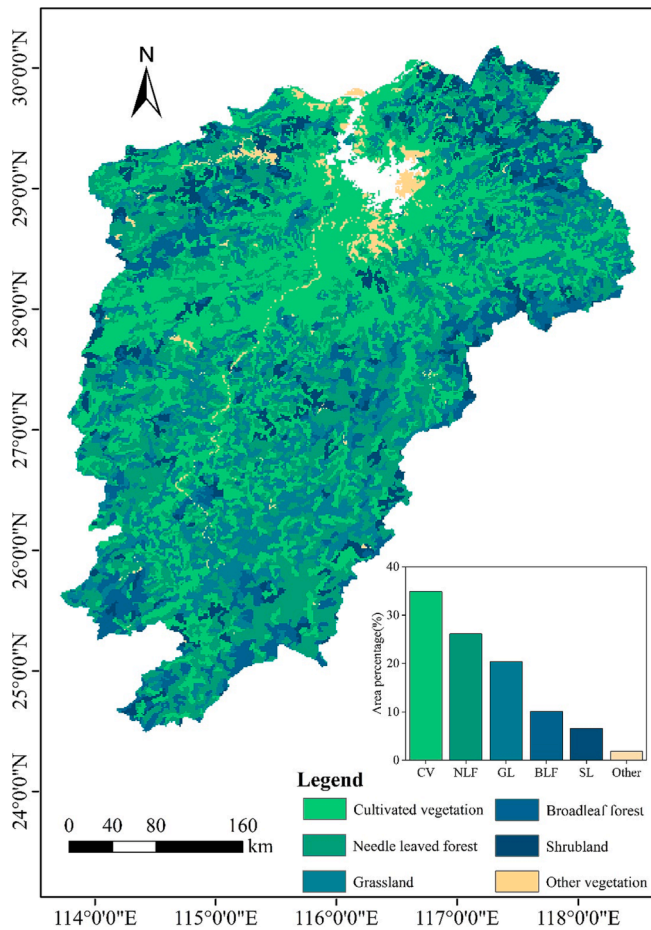 N
30°0'0"N
29°0'0"N
28°0'0"N
27°0'0"N
26°0'0"N
25°0'0"N
24°0'0"N
40
30
20
10
0
Area percentage(%)
CV NLF GL BLF SL Other
Legend
Cultivated vegetation
Broadleaf forest
Needle leaved forest
Shrubland
Grassland
Other vegetation
0 40 80 160
km
114°0'0"E 115°0'0"E 116°0'0"E 117°0'0"E 118°0'0"E